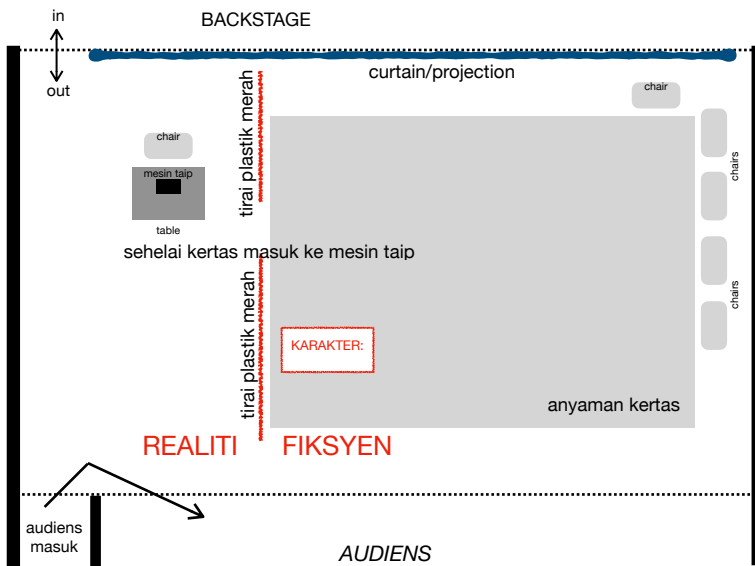 in
BACKSTAGE
out
curtain/projection
chair
tirai plastik merah
chair
chairs
mesin taip
table
sehelai kertas masuk ke mesin taip
chairs
tirai plastik merah
KARAKTER:
anyaman kertas
REALITI
FIKSYEN
audiens
masuk
AUDIENS